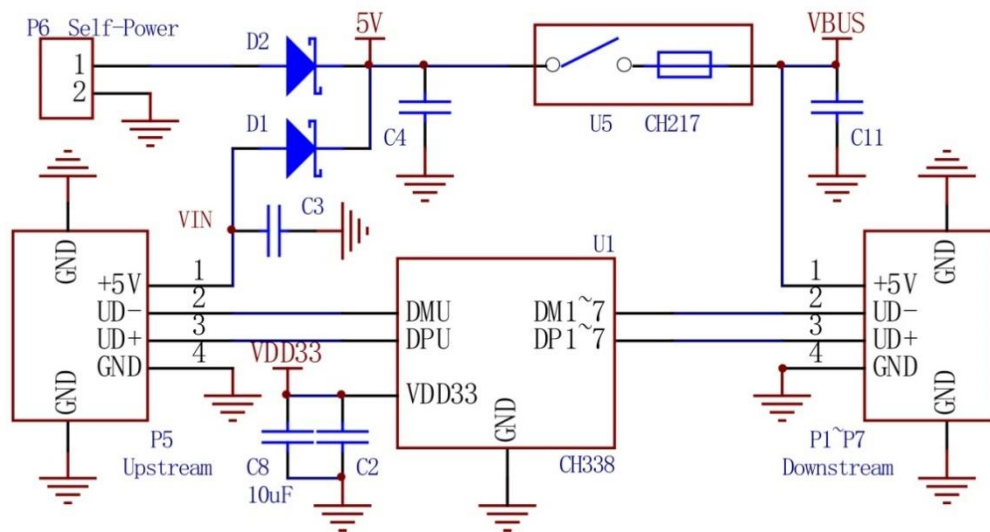 P6 Self-Power
D2
5V
VBUS
1
2
D1
C4
U5 CH217
C11
VIN
C3
U1
GND
+5V
1
UD-
2
UD+
3
GND
4
GND
P5
Upstream
DMU
DPU
VDD33
GND
DM1~7
DP1~7
CH338
VDD33
C8
10uF
C2
GND
1
+5V
2
UD-
3
UD+
4
GND
GND
P1~P7
Downstream